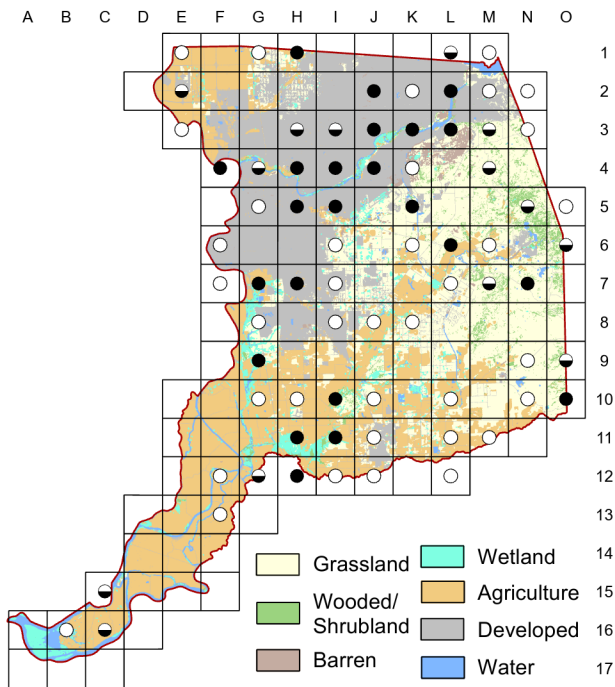 A B C D E F G H I J K L M N O
1
2
3
4
5
6
7
8
9
10
11
12
13
14
15
16
17
Grassland
Wooded/
Shrubland
Barren
Wetland
Agriculture
Developed
Water